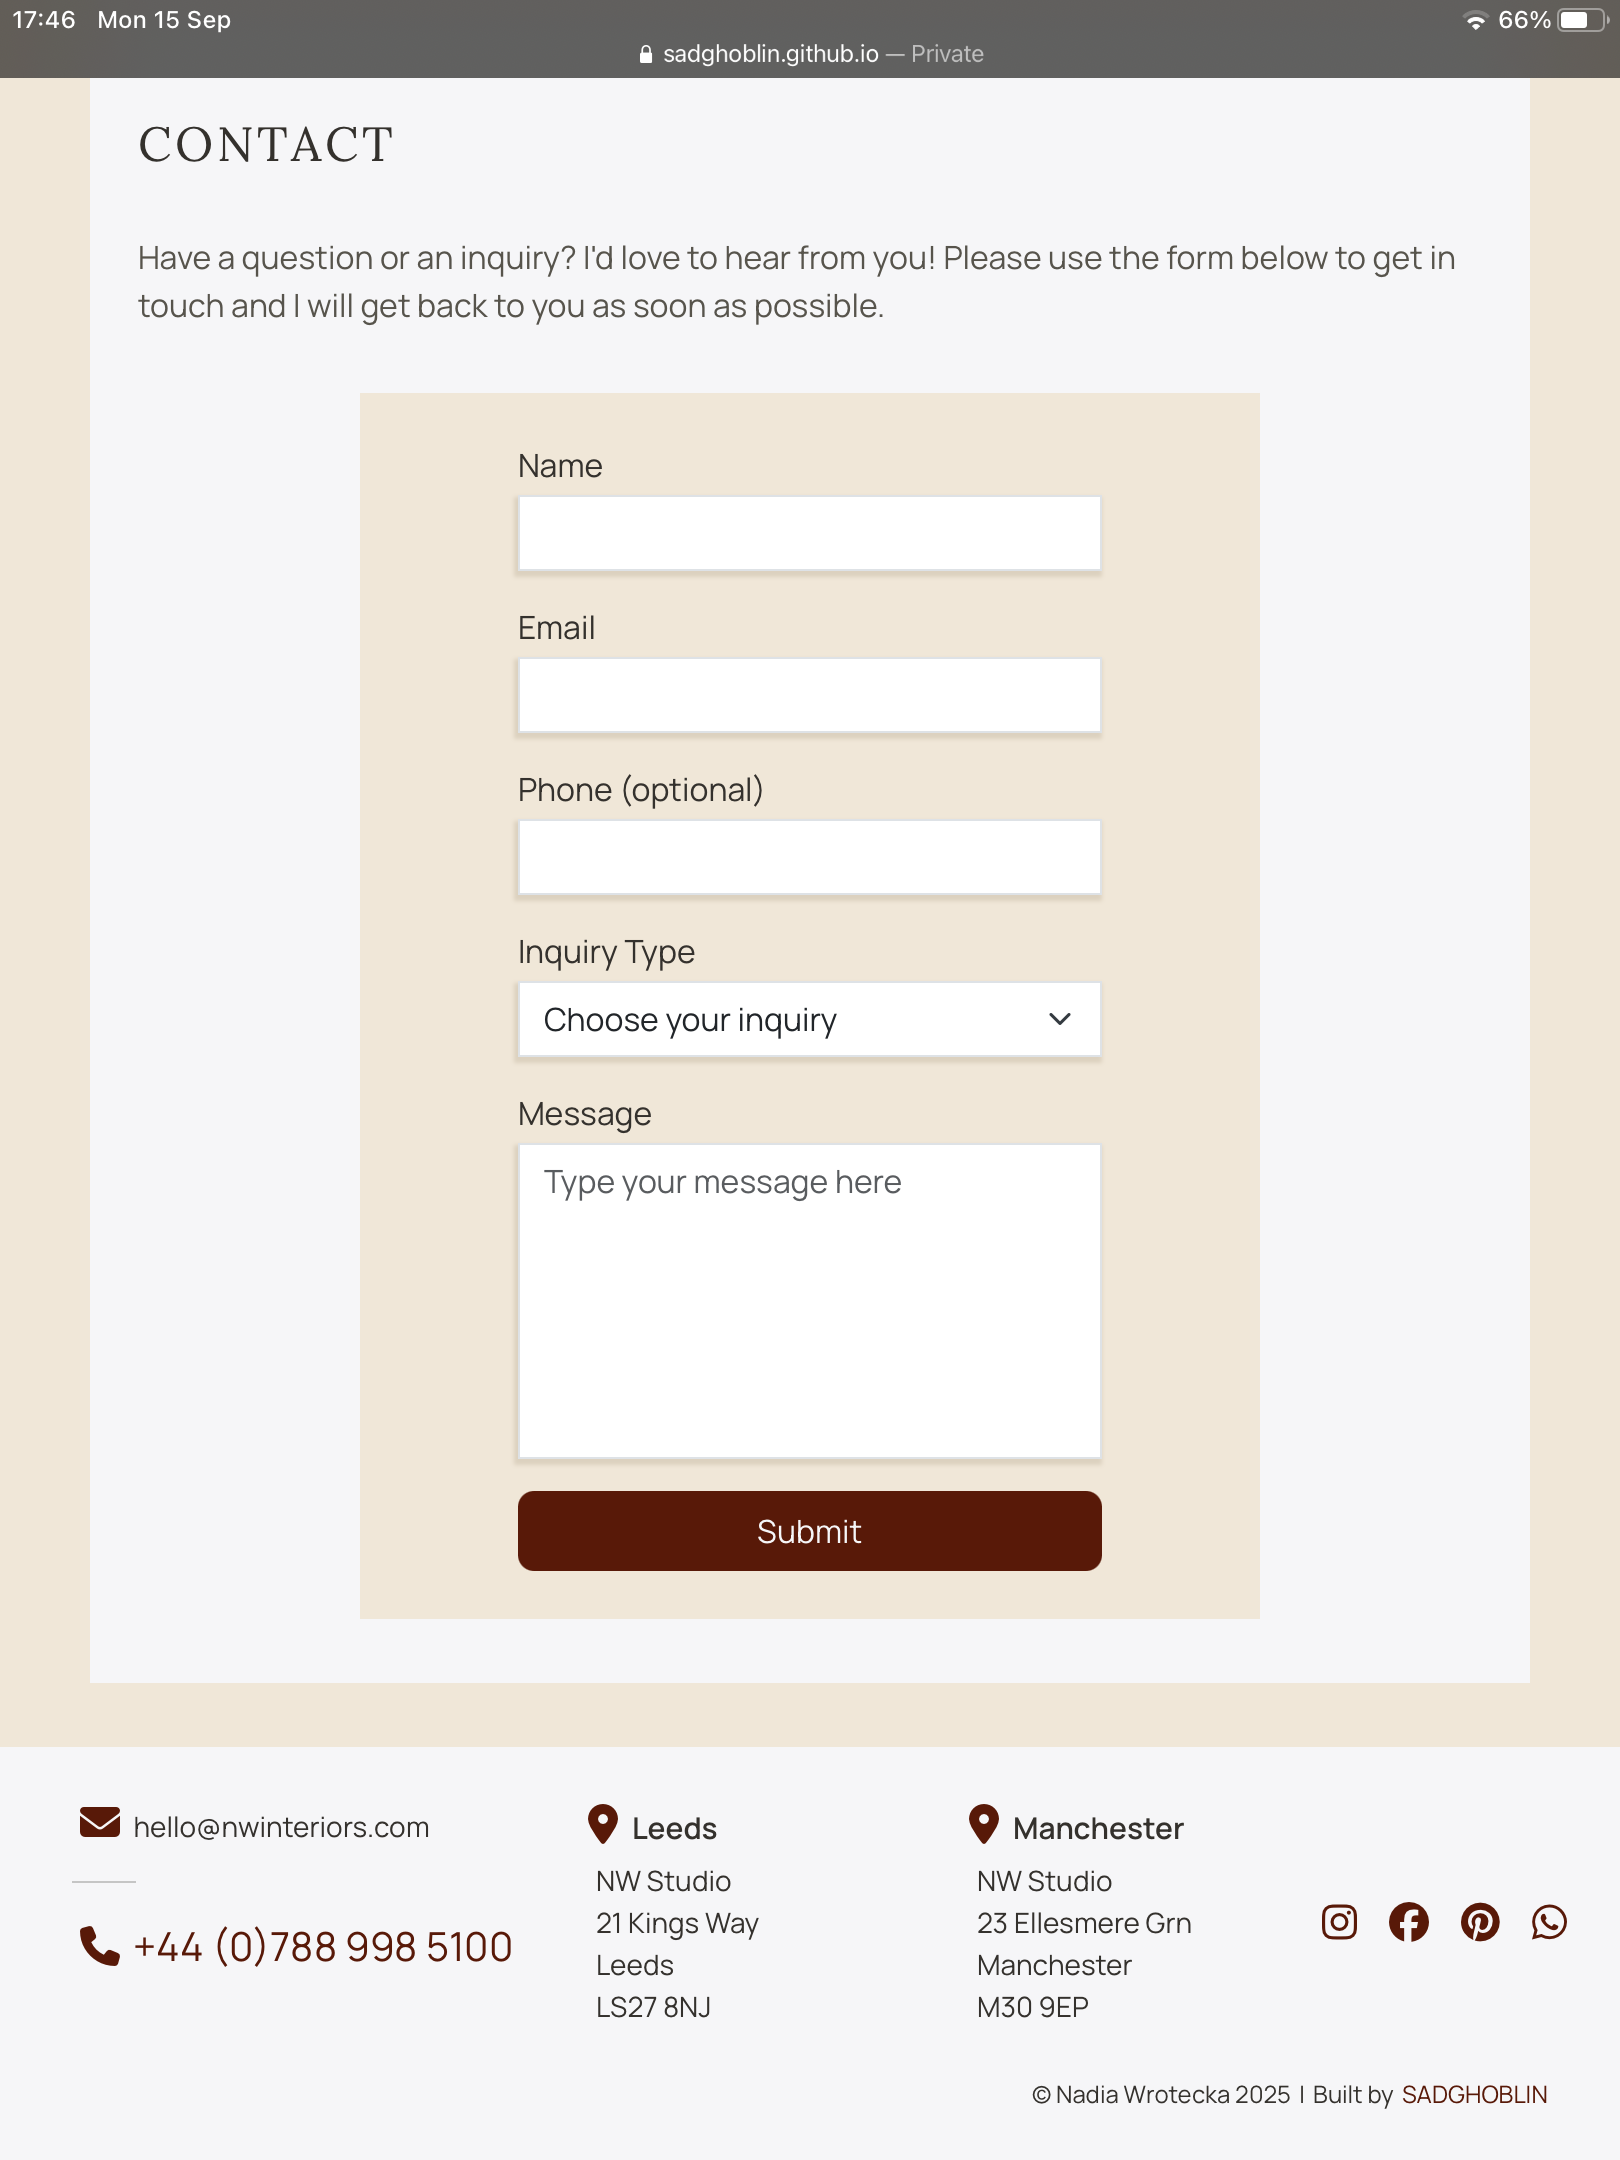 17:46 Mon 15 Sep 66%
sadghoblin.github.io — Private
CONTACT
Have a question or an inquiry? I'd love to hear from you! Please use the form below to get in
touch and I will get back to you as soon as possible.
Name
Email
Phone (optional)
Inquiry Type
Choose your inquiry
Message
Type your message here
Submit
hello@nwinteriors.com
+44 (0)788 998 5100
Leeds
NW Studio
21 Kings Way
Leeds
LS27 8NJ
Manchester
NW Studio
23 Ellesmere Grn
Manchester
M30 9EP
© Nadia Wrotecka 2025 | Built by SADGHOBLIN